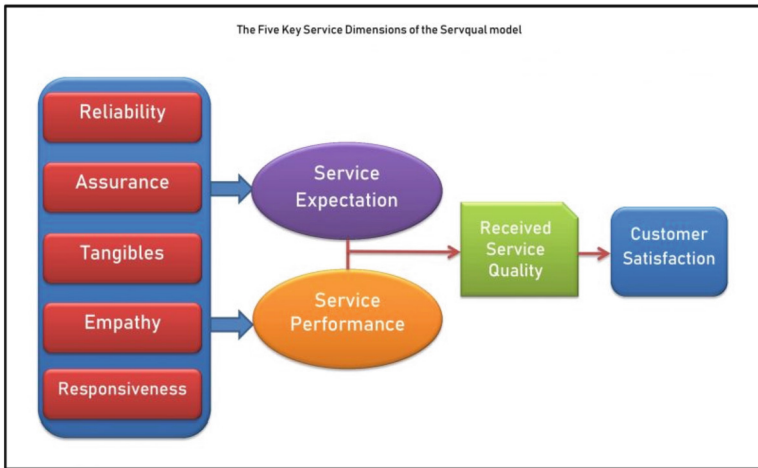 The Five Key Service Dimensions of the Servqual model
Reliability
Assurance
Tangibles
Empathy
Responsiveness
Service
Expectation
Service
Performance
Received
Service
Quality
Customer
Satisfaction